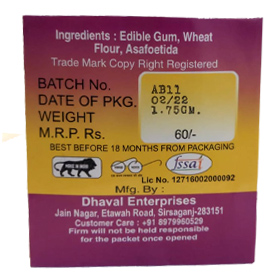 Ingredients : Edible Gum, Wheat
Flour, Asafoetida
Trade Mark Copy Right Registered
BATCH No. AB11
DATE OF PKG. 02/22
WEIGHT 1.75GM.
M.R.P. Rs. 60/-
BEST BEFORE 18 MONTHS FROM PACKAGING
fssai
Lic No. 12716002000092
Mfg. By :
Dhaval Enterprises
Jain Nagar, Etawah Road, Sirsaganj-283151
Customer Care : +91 8979960529
Firm will not be held responsible
for the packet once opened